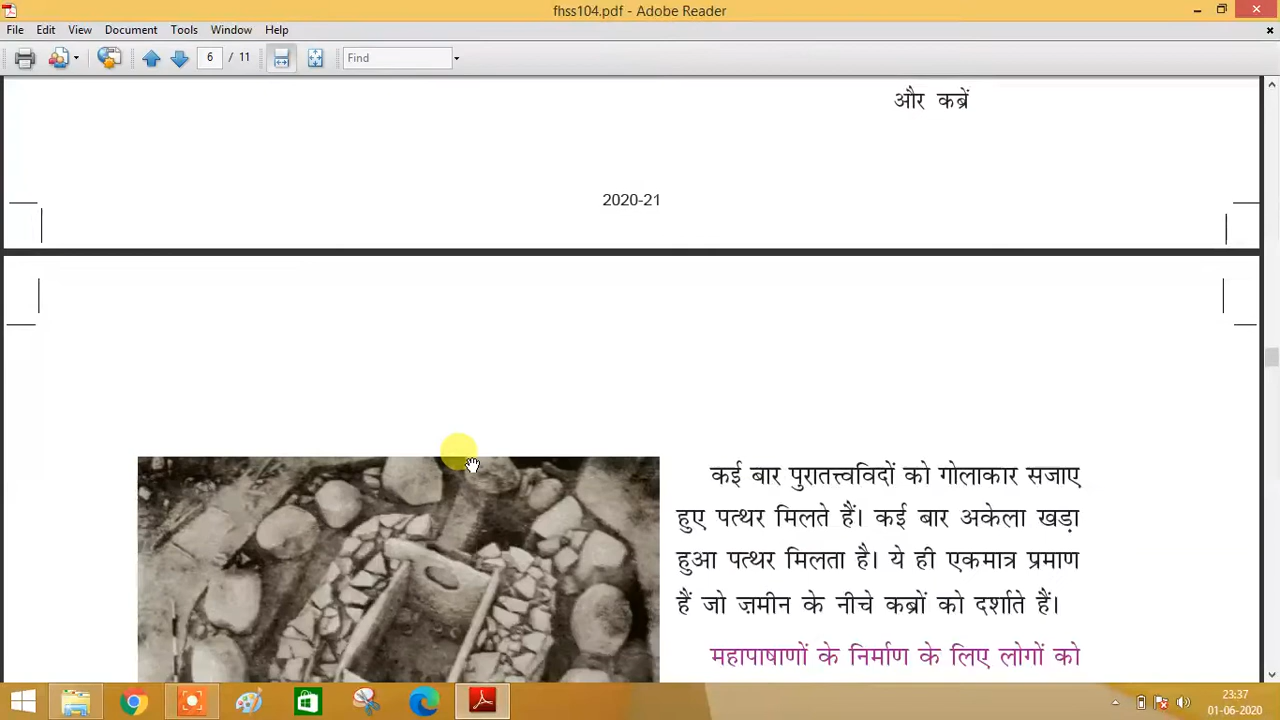 fhss104.pdf - Adobe Reader
File Edit View Document Tools Window Help
6 / 11 Find
और कब्रें
2020-21
कई बार पुरातत्त्वविदों को गोलाकार सजाए
हुए पत्थर मिलते हैं। कई बार अकेला खड़ा
हुआ पत्थर मिलता है। ये ही एकमात्र प्रमाण
हैं जो ज़मीन के नीचे कब्रों को दर्शाते हैं।
महापाषाणों के निर्माण के लिए लोगों को
23:37
01-06-2020